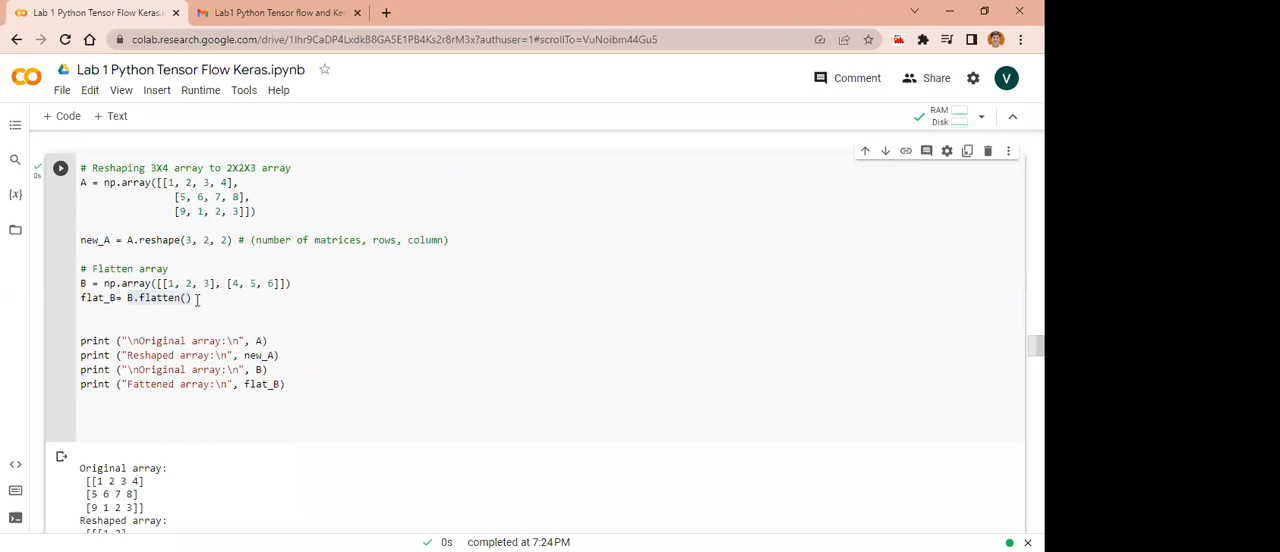 Lab 1 Python Tensor Flow Keras.i
Lab1 Python Tensor flow and Ker
colab.research.google.com/drive/1Ihr9CaDP4LxdkB8GA5E1PB4Ks2r8rM3x?authuser=1#scrollTo=VuNoibm44Gu5
Lab 1 Python Tensor Flow Keras.ipynb
Comment
Share
V
File Edit View Insert Runtime Tools Help
+ Code + Text
RAM
Disk
0s
# Reshaping 3X4 array to 2X2X3 array
A = np.array([[1, 2, 3, 4],
[5, 6, 7, 8],
[9, 1, 2, 3]])
new_A = A.reshape(3, 2, 2) # (number of matrices, rows, column)
# Flatten array
B = np.array([[1, 2, 3], [4, 5, 6]])
flat_B= B.flatten()
print ("\nOriginal array:\n", A)
print ("Reshaped array:\n", new_A)
print ("\nOriginal array:\n", B)
print ("Fattened array:\n", flat_B)
Original array:
[[1 2 3 4]
[5 6 7 8]
[9 1 2 3]]
Reshaped array:
[[[1 2]
0s completed at 7:24 PM